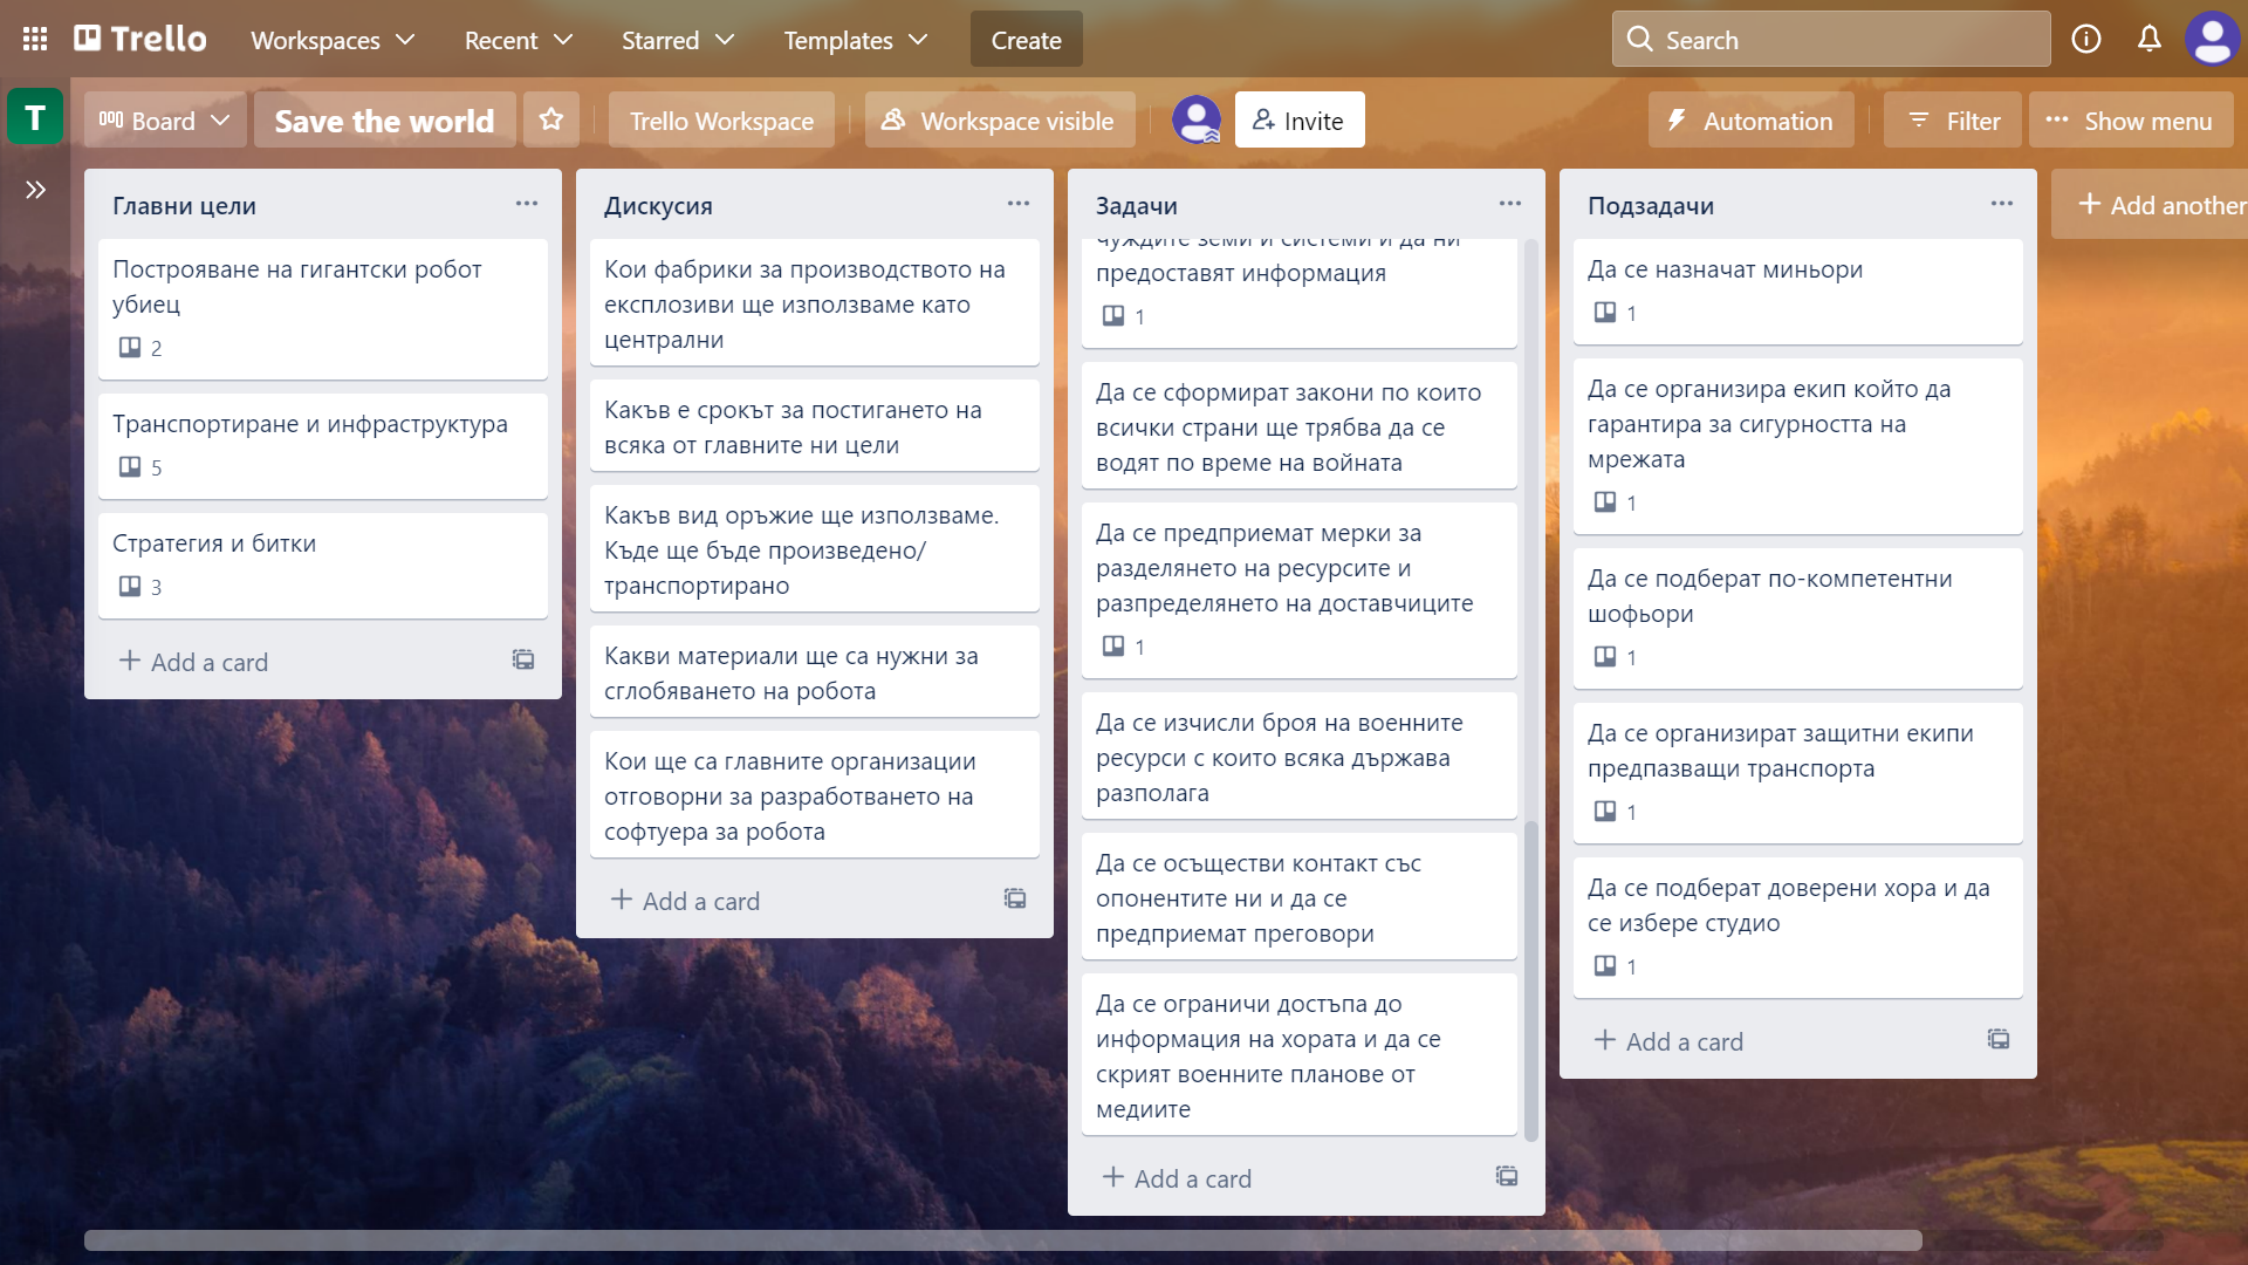 Trello
Workspaces
Recent
Starred
Templates
Create
Search
T
Board
Save the world
Trello Workspace
Workspace visible
Invite
Automation
Filter
Show menu
Главни цели
Построяване на гигантски робот
убиец
2
Транспортиране и инфраструктура
5
Стратегия и битки
3
Add a card
Дискусия
Кои фабрики за производството на
експлозиви ще използваме като
централни
Какъв е срокът за постигането на
всяка от главните ни цели
Какъв вид оръжие ще използваме.
Къде ще бъде произведено/
транспортирано
Какви материали ще са нужни за
сглобяването на робота
Кои ще са главните организации
отговорни за разработването на
софтуера за робота
Add a card
Задачи
чуждите земи и системи и да ни
предоставят информация
1
Да се сформират закони по които
всички страни ще трябва да се
водят по време на войната
Да се предприемат мерки за
разделянето на ресурсите и
разпределянето на доставчиците
1
Да се изчисли броя на военните
ресурси с които всяка държава
разполага
Да се осъществи контакт със
опонентите ни и да се
предприемат преговори
Да се ограничи достъпа до
информация на хората и да се
скрият военните планове от
медиите
Add a card
Подзадачи
Да се назначат миньори
1
Да се организира екип който да
гарантира за сигурността на
мрежата
1
Да се подберат по-компетентни
шофьори
1
Да се организират защитни екипи
предпазващи транспорта
1
Да се подберат доверени хора и да
се избере студио
1
Add a card
Add another